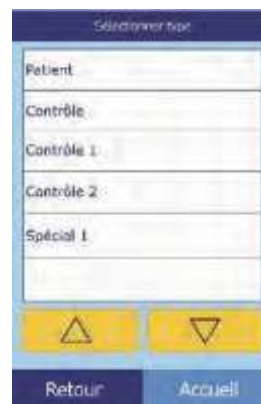 Sélectionner type
Patient
Contrôle
Contrôle 1
Contrôle 2
Spécial 1
Retour
Accueil